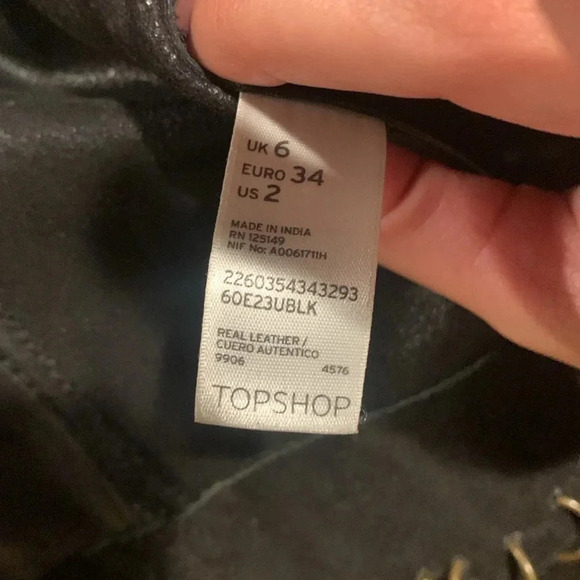 UK 6
EURO 34
US 2
MADE IN INDIA
RN 125149
NIF No: A0061711H
2260354343293
60E23UBLK
REAL LEATHER /
CUERO AUTENTICO
9906 4576
TOPSHOP